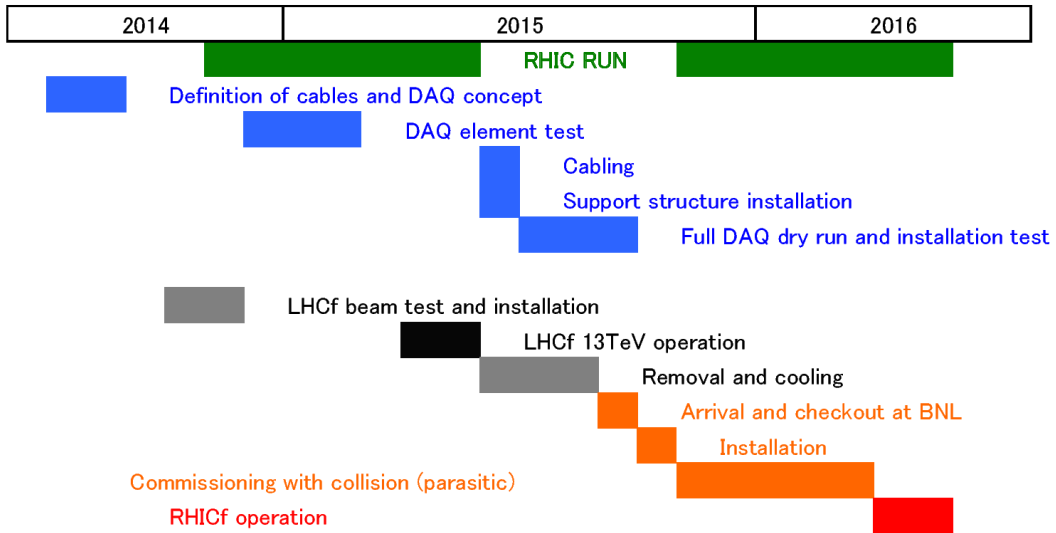 2014 2015 2016
RHIC RUN
Definition of cables and DAQ concept
DAQ element test
Cabling
Support structure installation
Full DAQ dry run and installation test
LHCf beam test and installation
LHCf 13TeV operation
Removal and cooling
Arrival and checkout at BNL
Installation
Commissioning with collision (parasitic)
RHICf operation